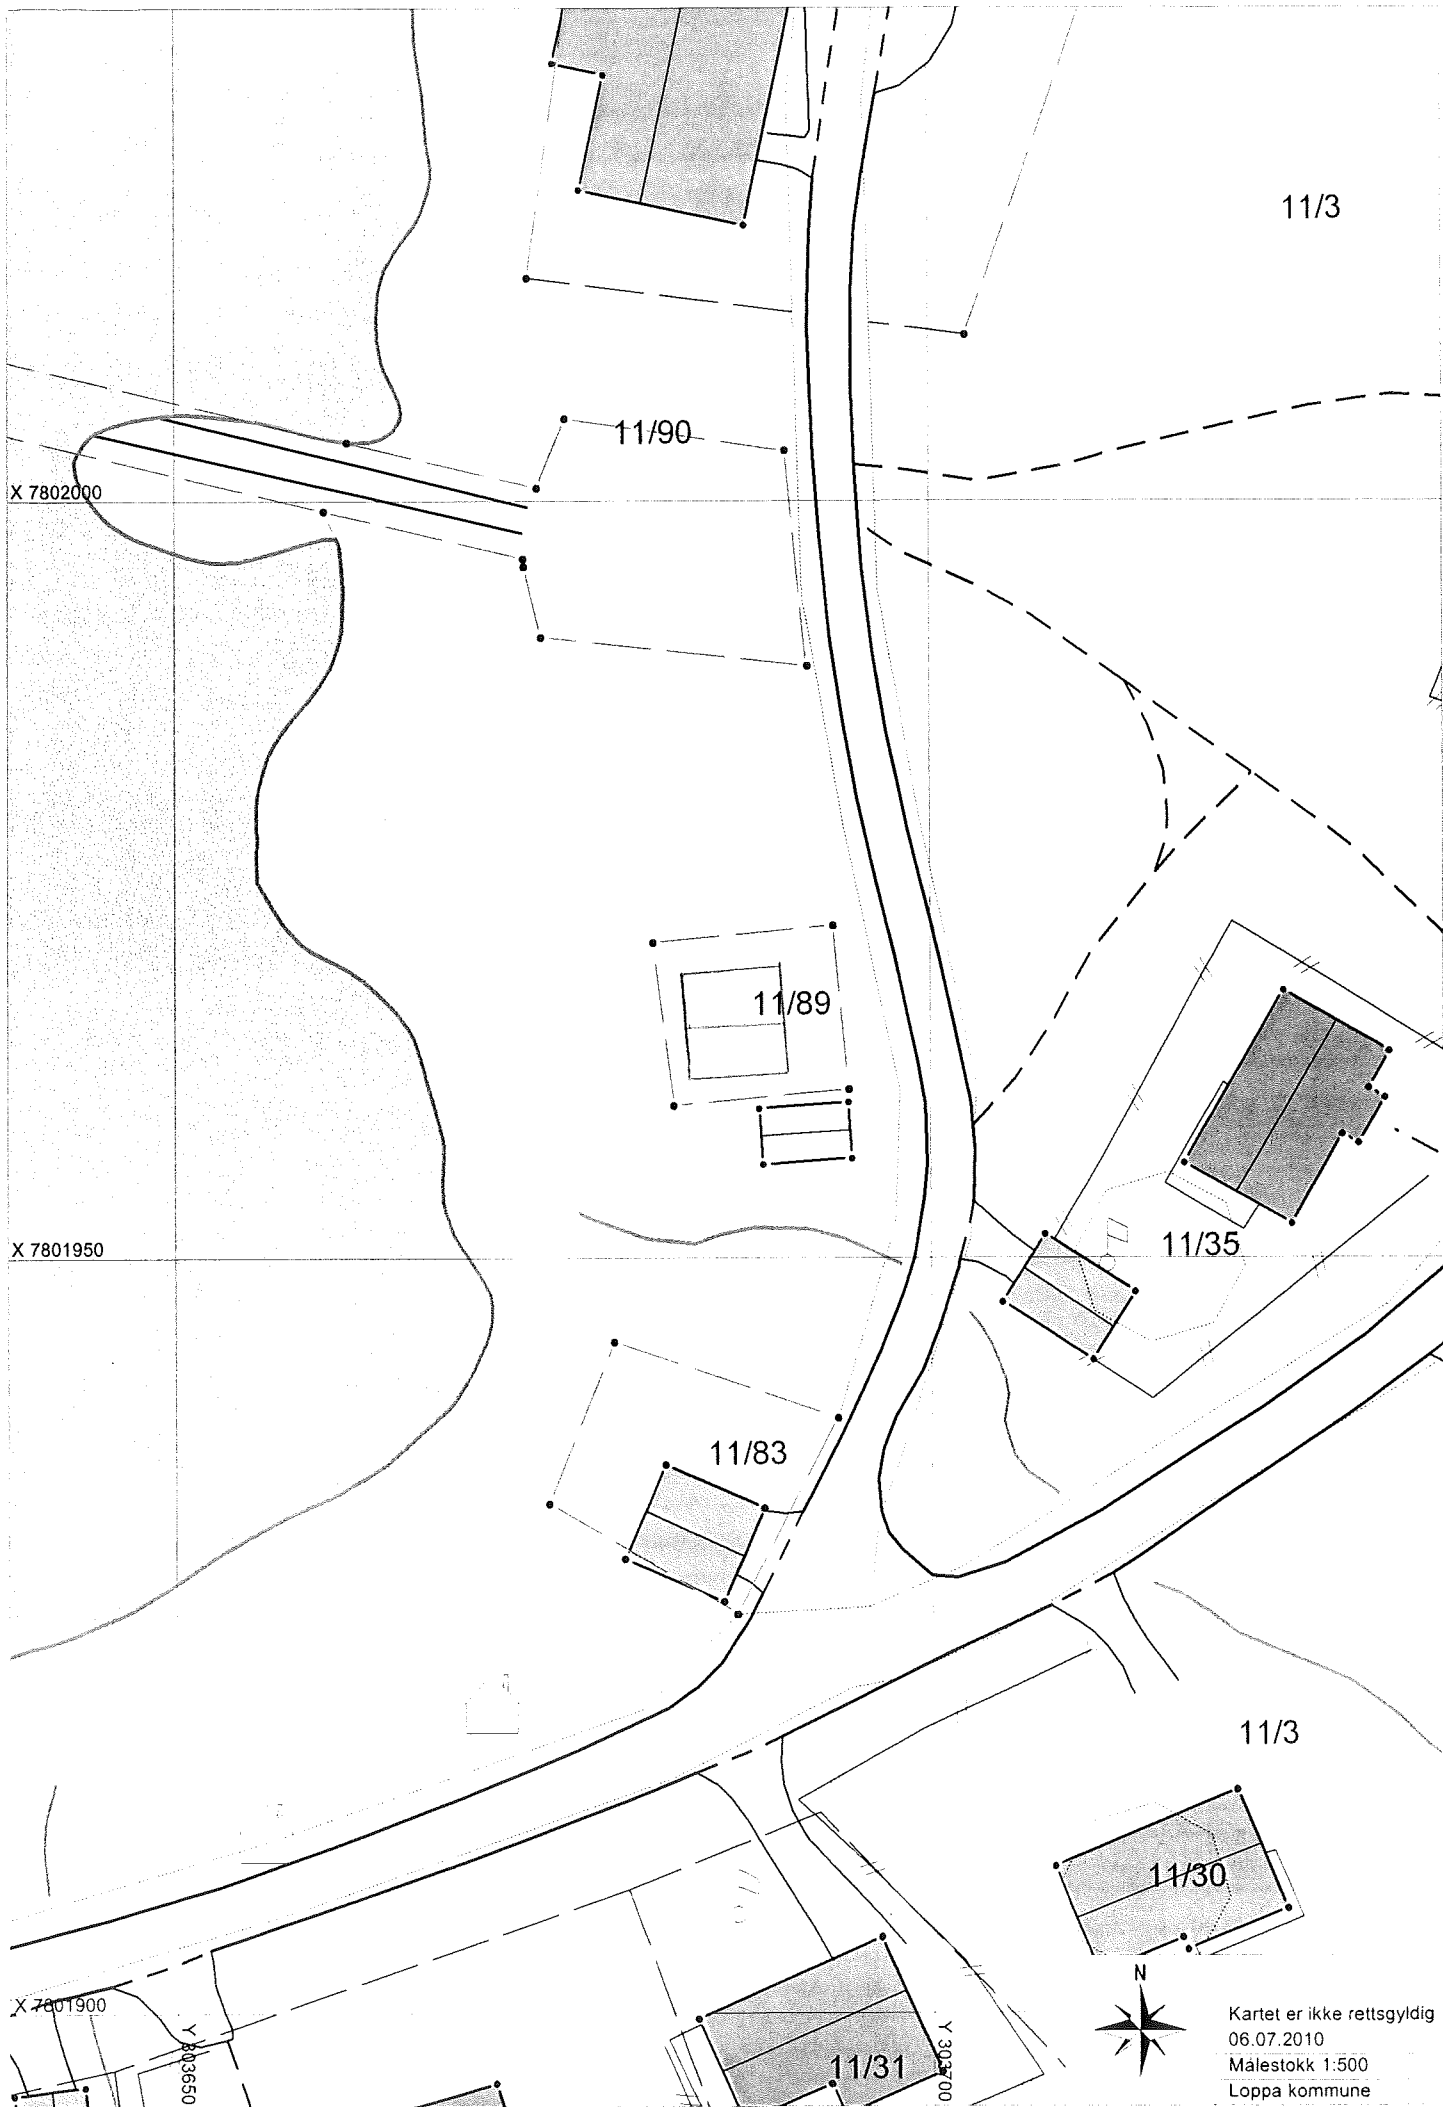 11/3
11/90
X 7802000
11/89
X 7801950
11/35
11/83
11/3
11/30
X 7801900
Y 303650
11/31
Y 303700
N
Kartet er ikke rettsgyldig
06.07.2010
Målestokk 1:500
Loppa kommune